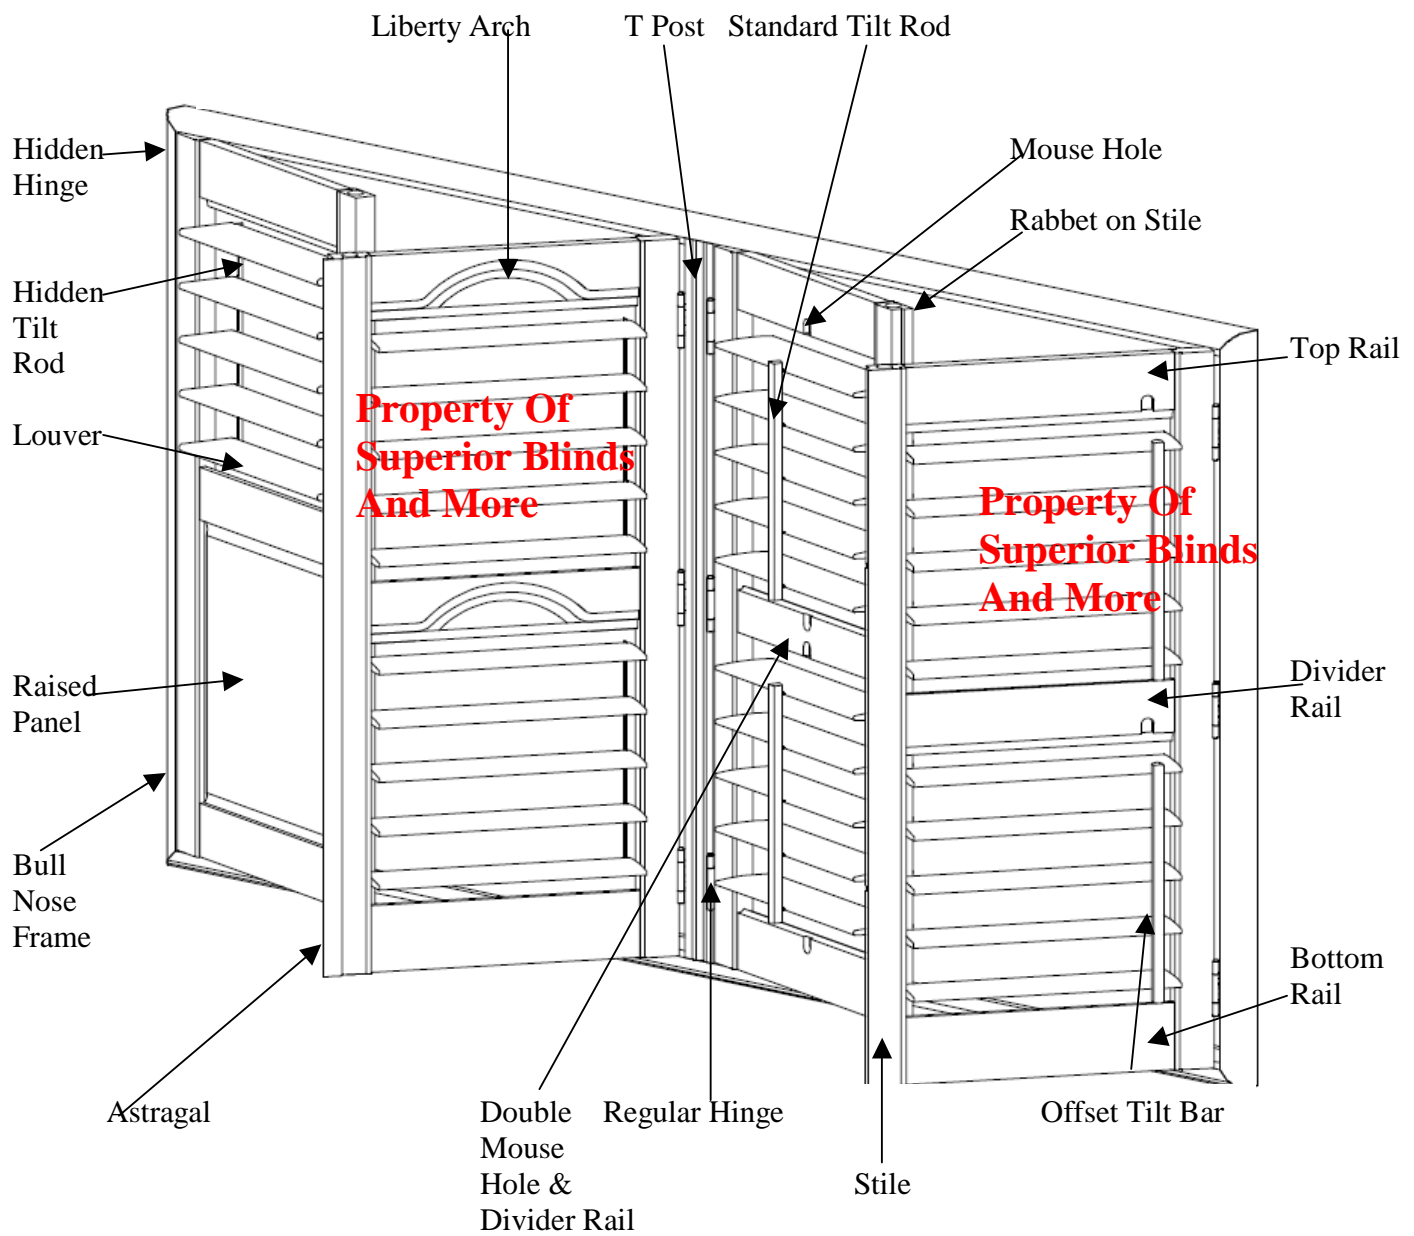 Liberty Arch
T Post
Standard Tilt Rod
Hidden
Hinge
Mouse Hole
Rabbet on Stile
Hidden
Tilt
Rod
Top Rail
Louver
Property Of
Superior Blinds
And More
Property Of
Superior Blinds
And More
Raised
Panel
Divider
Rail
Bull
Nose
Frame
Bottom
Rail
Astragal
Double
Mouse
Hole &
Divider Rail
Regular Hinge
Offset Tilt Bar
Stile